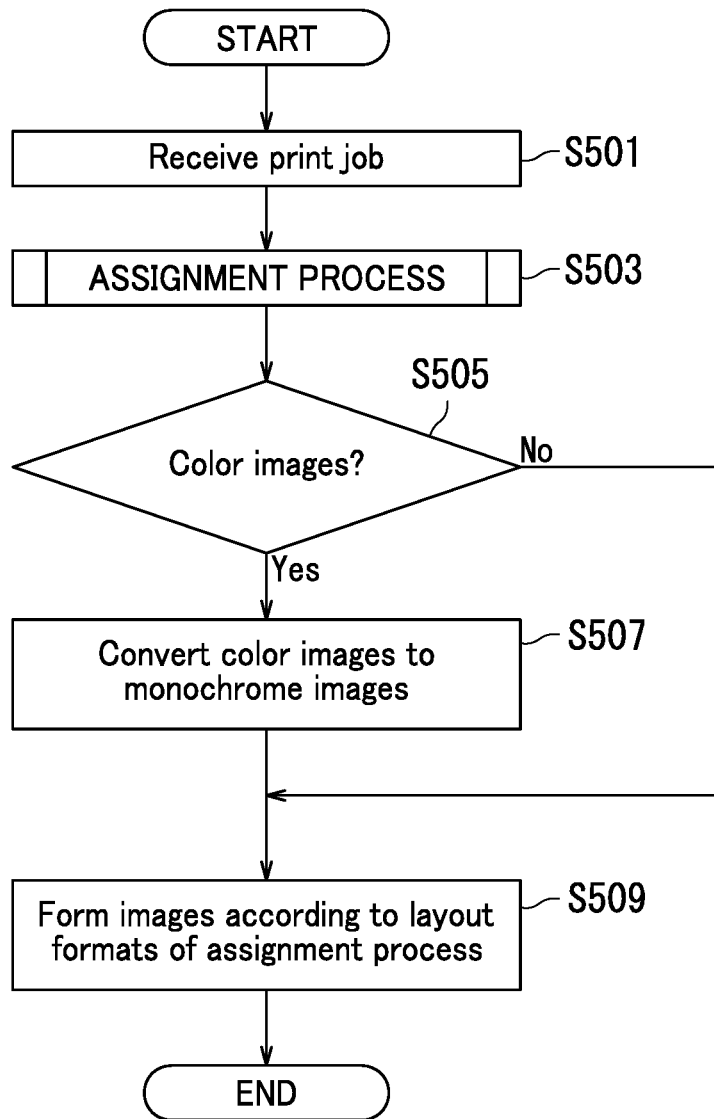 START
Receive print job
S501
ASSIGNMENT PROCESS
S503
S505
Color images?
No
Yes
Convert color images to
monochrome images
S507
Form images according to layout
formats of assignment process
S509
END